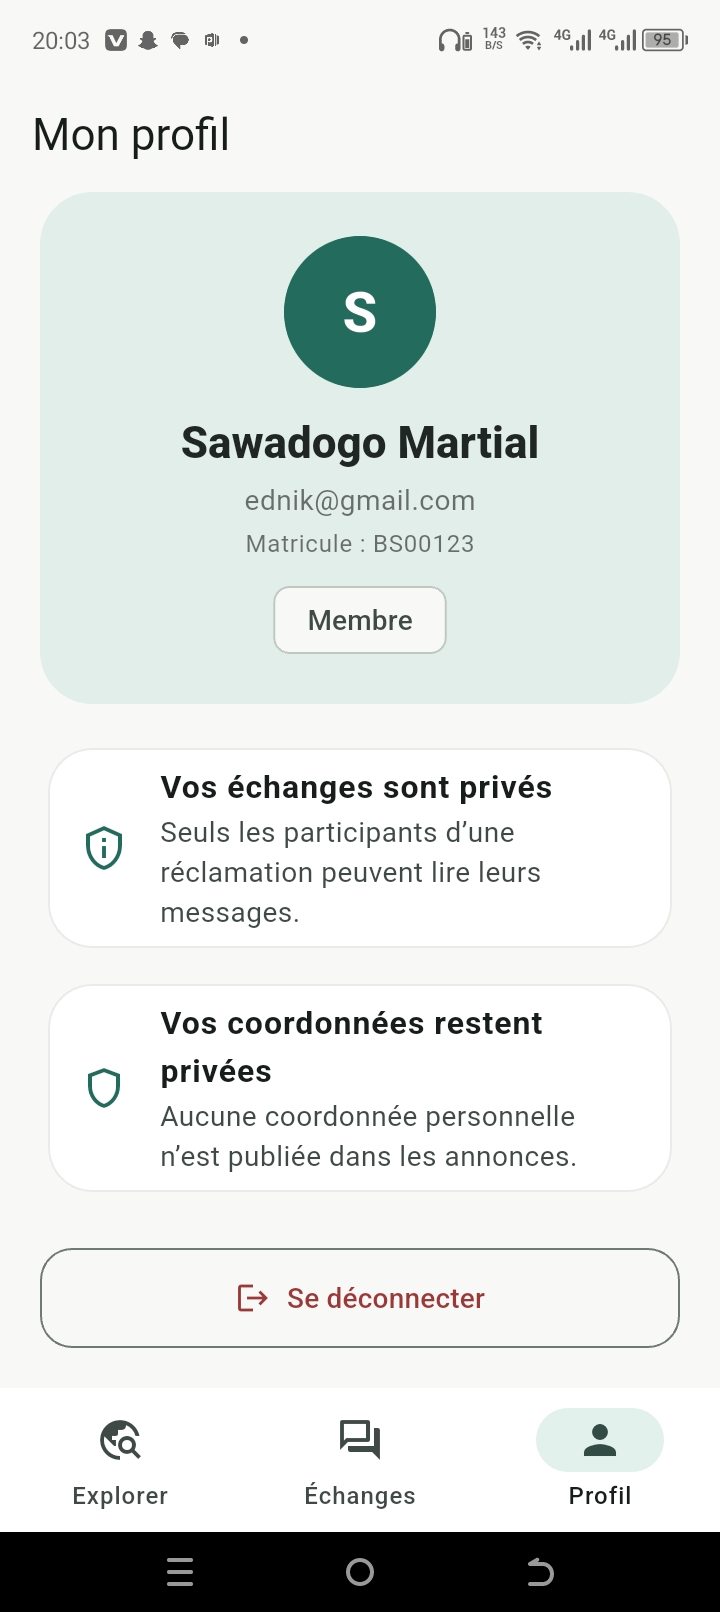 20:03
143
B/S
4G
4G
95
Mon profil
S
Sawadogo Martial
ednik@gmail.com
Matricule : BS00123
Membre
Vos échanges sont privés
Seuls les participants d’une
réclamation peuvent lire leurs
messages.
Vos coordonnées restent
privées
Aucune coordonnée personnelle
n’est publiée dans les annonces.
Se déconnecter
Explorer
Échanges
Profil